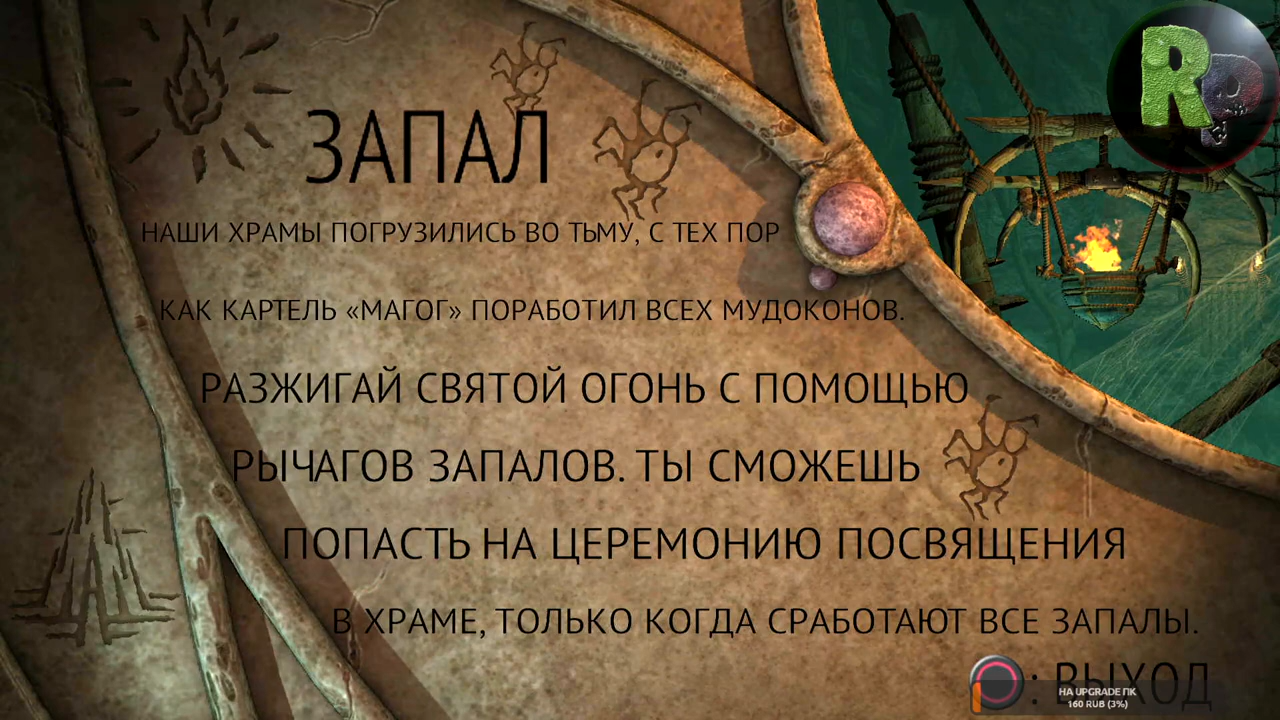 RP
ЗАПАЛ
НАШИ ХРАМЫ ПОГРУЗИЛИСЬ ВО ТЬМУ, С ТЕХ ПОР
КАК КАРТЕЛЬ «МАГОГ» ПОРАБОТИЛ ВСЕХ МУДОКОНОВ.
РАЗЖИГАЙ СВЯТОЙ ОГОНЬ С ПОМОЩЬЮ
РЫЧАГОВ ЗАПАЛОВ. ТЫ СМОЖЕШЬ
ПОПАСТЬ НА ЦЕРЕМОНИЮ ПОСВЯЩЕНИЯ
В ХРАМЕ, ТОЛЬКО КОГДА СРАБОТАЮТ ВСЕ ЗАПАЛЫ.
: ВЫХОД
НА UPGRADE ПК
160 RUB (3%)